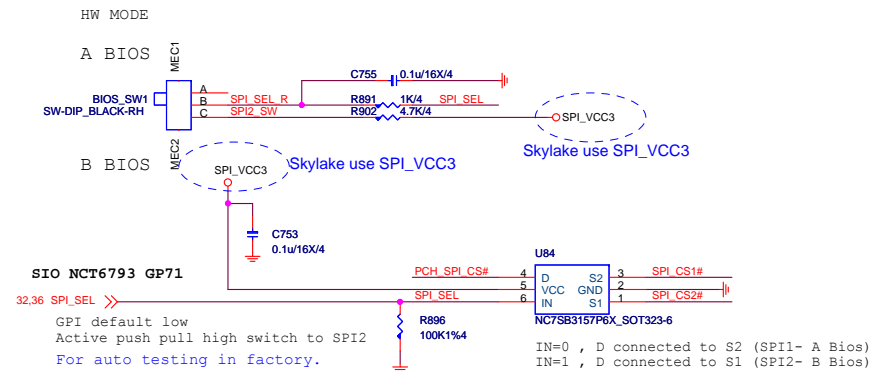 HW MODE
A BIOS
MEC1
C755 0.1u/16X/4
A
BIOS_SW1 B SPI_SEL_R R891 1K/4 SPI_SEL
SW-DIP_BLACK-RH C SPI2_SW R902 4.7K/4 SPI_VCC3
MEC2
Skylake use SPI_VCC3
B BIOS
SPI_VCC3 Skylake use SPI_VCC3
C753
0.1u/16X/4
U84
SIO NCT6793 GP71
PCH_SPI_CS# 4 D S2 3 SPI_CS1#
5 VCC GND 2
32,36 SPI_SEL SPI_SEL 6 IN S1 1 SPI_CS2#
GPI default low
R896
NC7SB3157P6X_SOT323-6
Active push pull high switch to SPI2
100K1%4
For auto testing in factory.
IN=0 , D connected to S2 (SPI1- A Bios)
IN=1 , D connected to S1 (SPI2- B Bios)